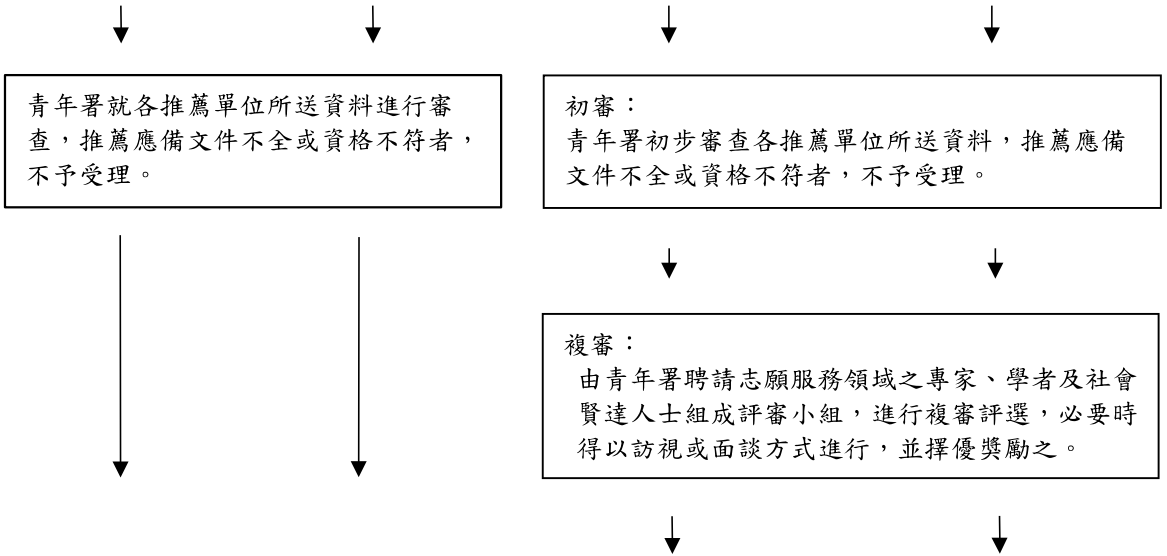 青年署就各推薦單位所送資料進行審
查，推薦應備文件不全或資格不符者，
不予受理。
初審：
青年署初步審查各推薦單位所送資料，推薦應備
文件不全或資格不符者，不予受理。
複審：
由青年署聘請志願服務領域之專家、學者及社會
賢達人士組成評審小組，進行複審評選，必要時
得以訪視或面談方式進行，並擇優獎勵之。